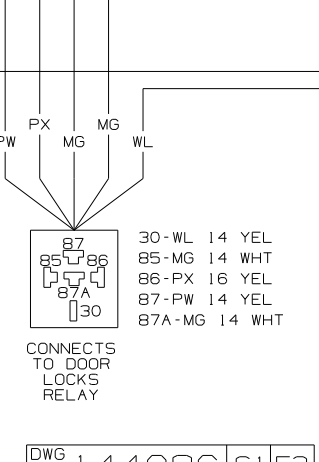 PX
MG
PW
MG
WL
87
85
86
87A
30
30-WL 14 YEL
85-MG 14 WHT
86-PX 16 YEL
87-PW 14 YEL
87A-MG 14 WHT
CONNECTS
TO DOOR
LOCKS
RELAY
DWG